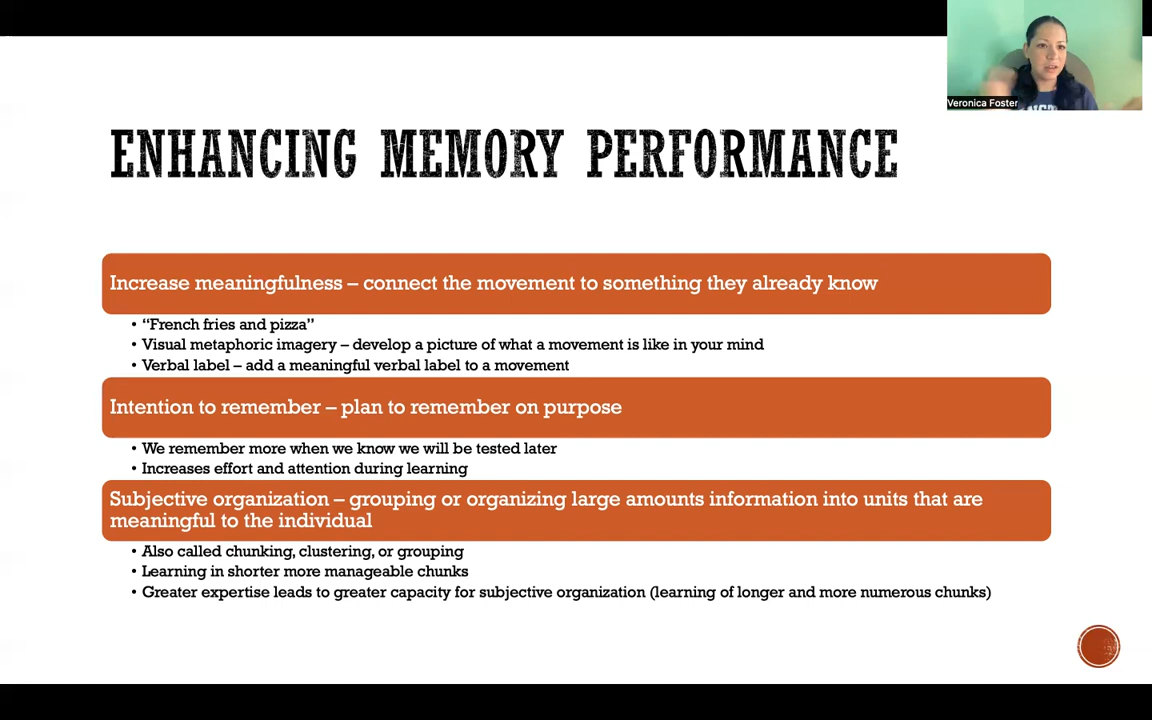 Veronica Foster
ENHANCING MEMORY PERFORMANCE
Increase meaningfulness – connect the movement to something they already know
• “French fries and pizza”
• Visual metaphoric imagery – develop a picture of what a movement is like in your mind
• Verbal label – add a meaningful verbal label to a movement
Intention to remember – plan to remember on purpose
• We remember more when we know we will be tested later
• Increases effort and attention during learning
Subjective organization – grouping or organizing large amounts information into units that are
meaningful to the individual
• Also called chunking, clustering, or grouping
• Learning in shorter more manageable chunks
• Greater expertise leads to greater capacity for subjective organization (learning of longer and more numerous chunks)